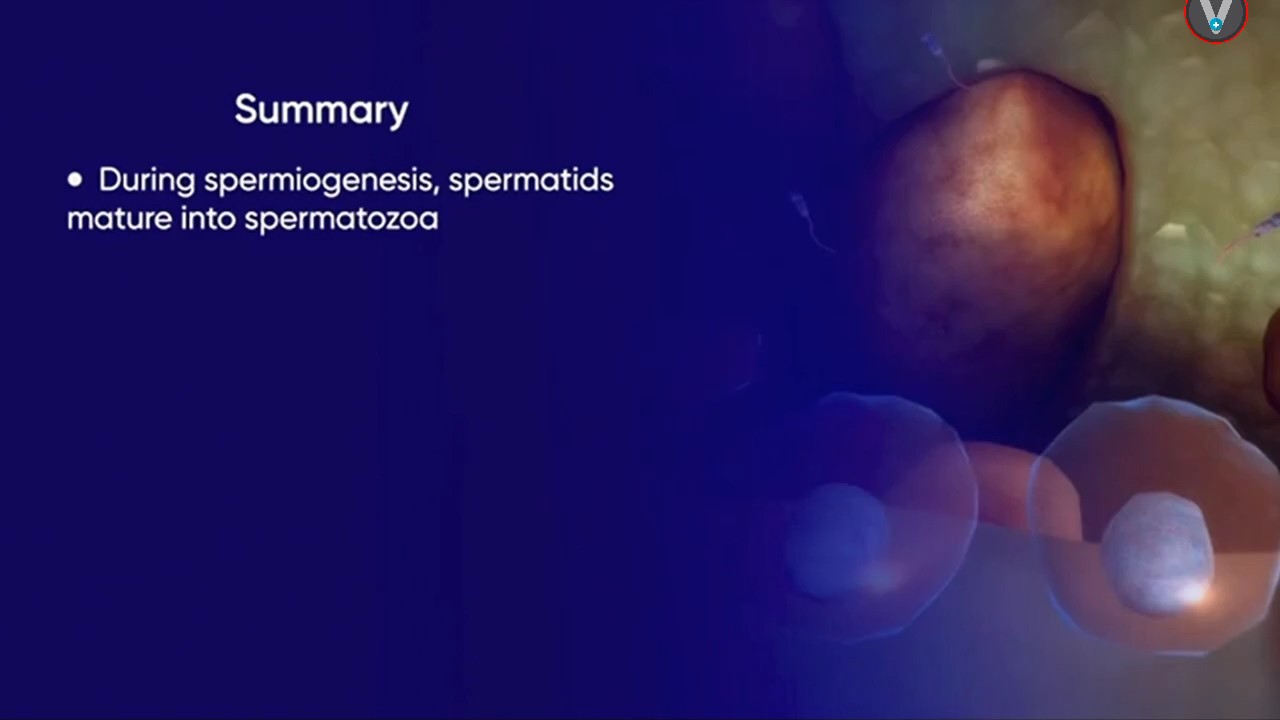 Summary
• During spermiogenesis, spermatids
mature into spermatozoa